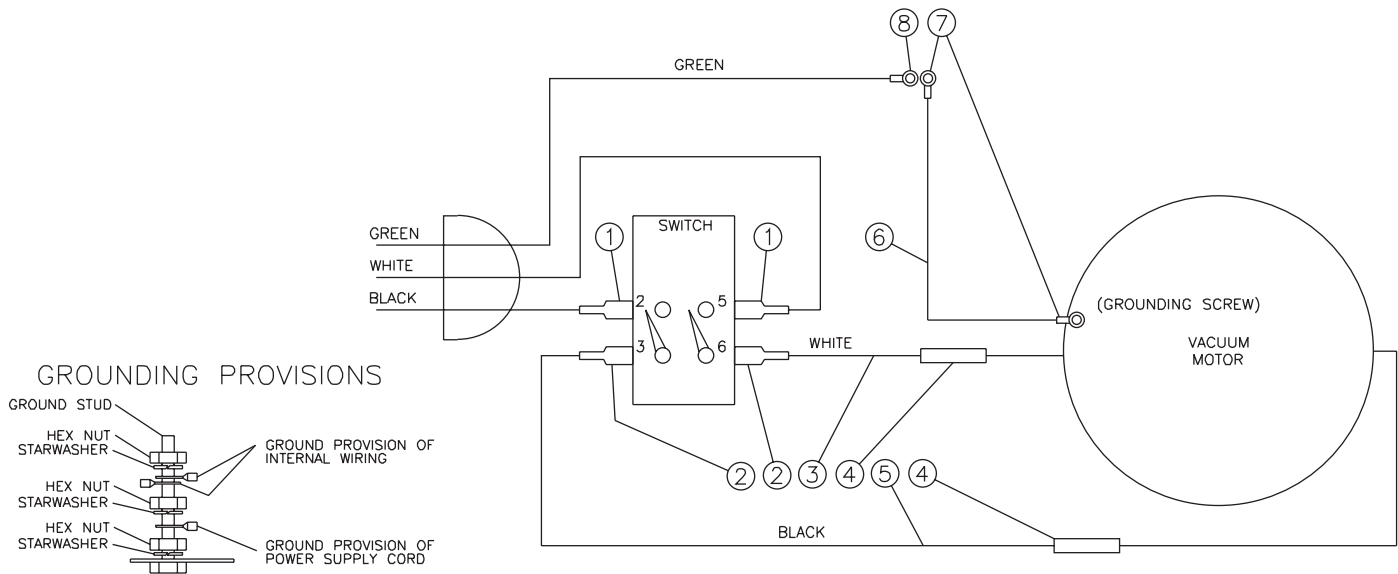 8 7
GREEN
GREEN
WHITE
BLACK
1
SWITCH
1
6
2 5
3 6
(GROUNDING SCREW)
WHITE
VACUUM
MOTOR
2 2 3 4 5 4
BLACK
GROUNDING PROVISIONS
GROUND STUD
HEX NUT
STARWASHER
GROUND PROVISION OF
INTERNAL WIRING
HEX NUT
STARWASHER
HEX NUT
STARWASHER
GROUND PROVISION OF
POWER SUPPLY CORD